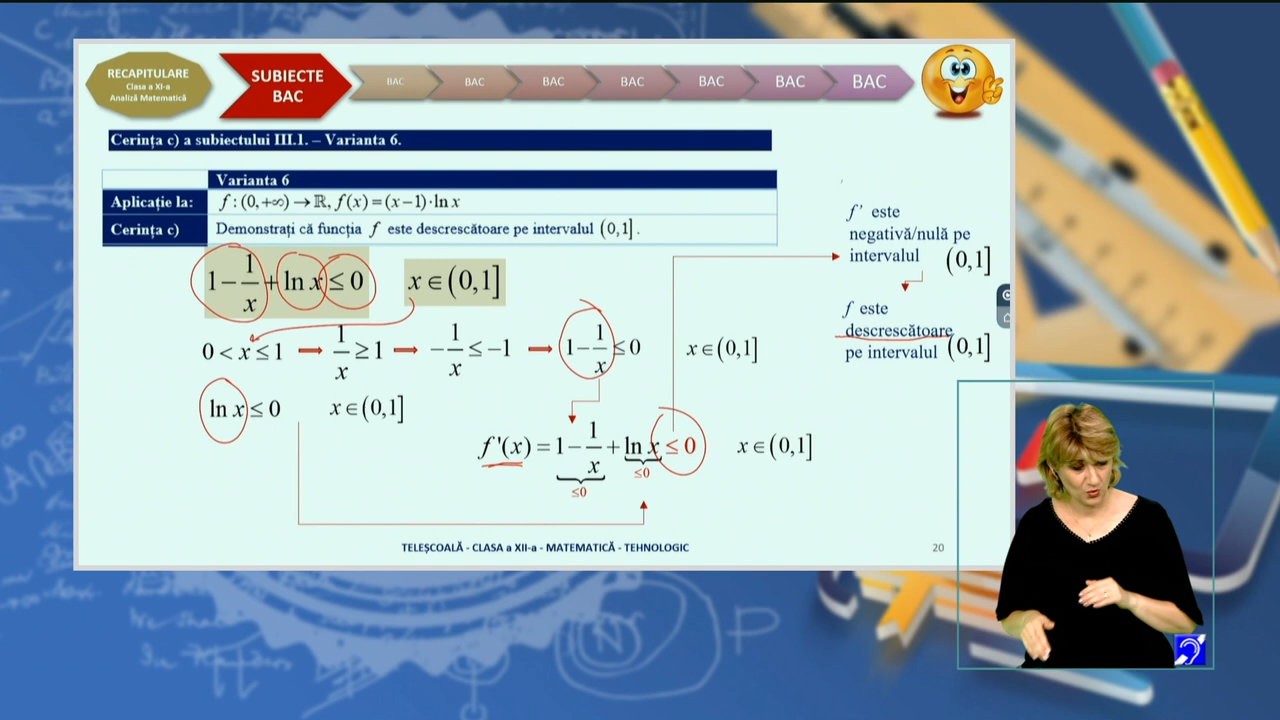 RECAPITULARE
Clasa a XI-a
Analiză Matematică
SUBIECTE
BAC
BAC
BAC
BAC
BAC
BAC
BAC
BAC
Cerința c) a subiectului III.1. – Varianta 6.
Varianta 6
Aplicație la: f : (0,+∞) → ℝ, f(x) = (x−1)·ln x
Cerința c) Demonstrați că funcția f este descrescătoare pe intervalul (0,1].
1 − 1/x + ln x ≤ 0 x ∈ (0,1]
0 < x ≤ 1 ⟹ 1/x ≥ 1 ⟹ −1/x ≤ −1 ⟹ 1 − 1/x ≤ 0 x ∈ (0,1]
ln x ≤ 0 x ∈ (0,1]
f '(x) = 1 − 1/x + ln x ≤ 0 x ∈ (0,1]
≤0
≤0
f' este
negativă/nulă pe
intervalul (0,1]
f este
descrescătoare
pe intervalul (0,1]
TELEȘCOALĂ - CLASA a XII-a - MATEMATICĂ - TEHNOLOGIC
20
P